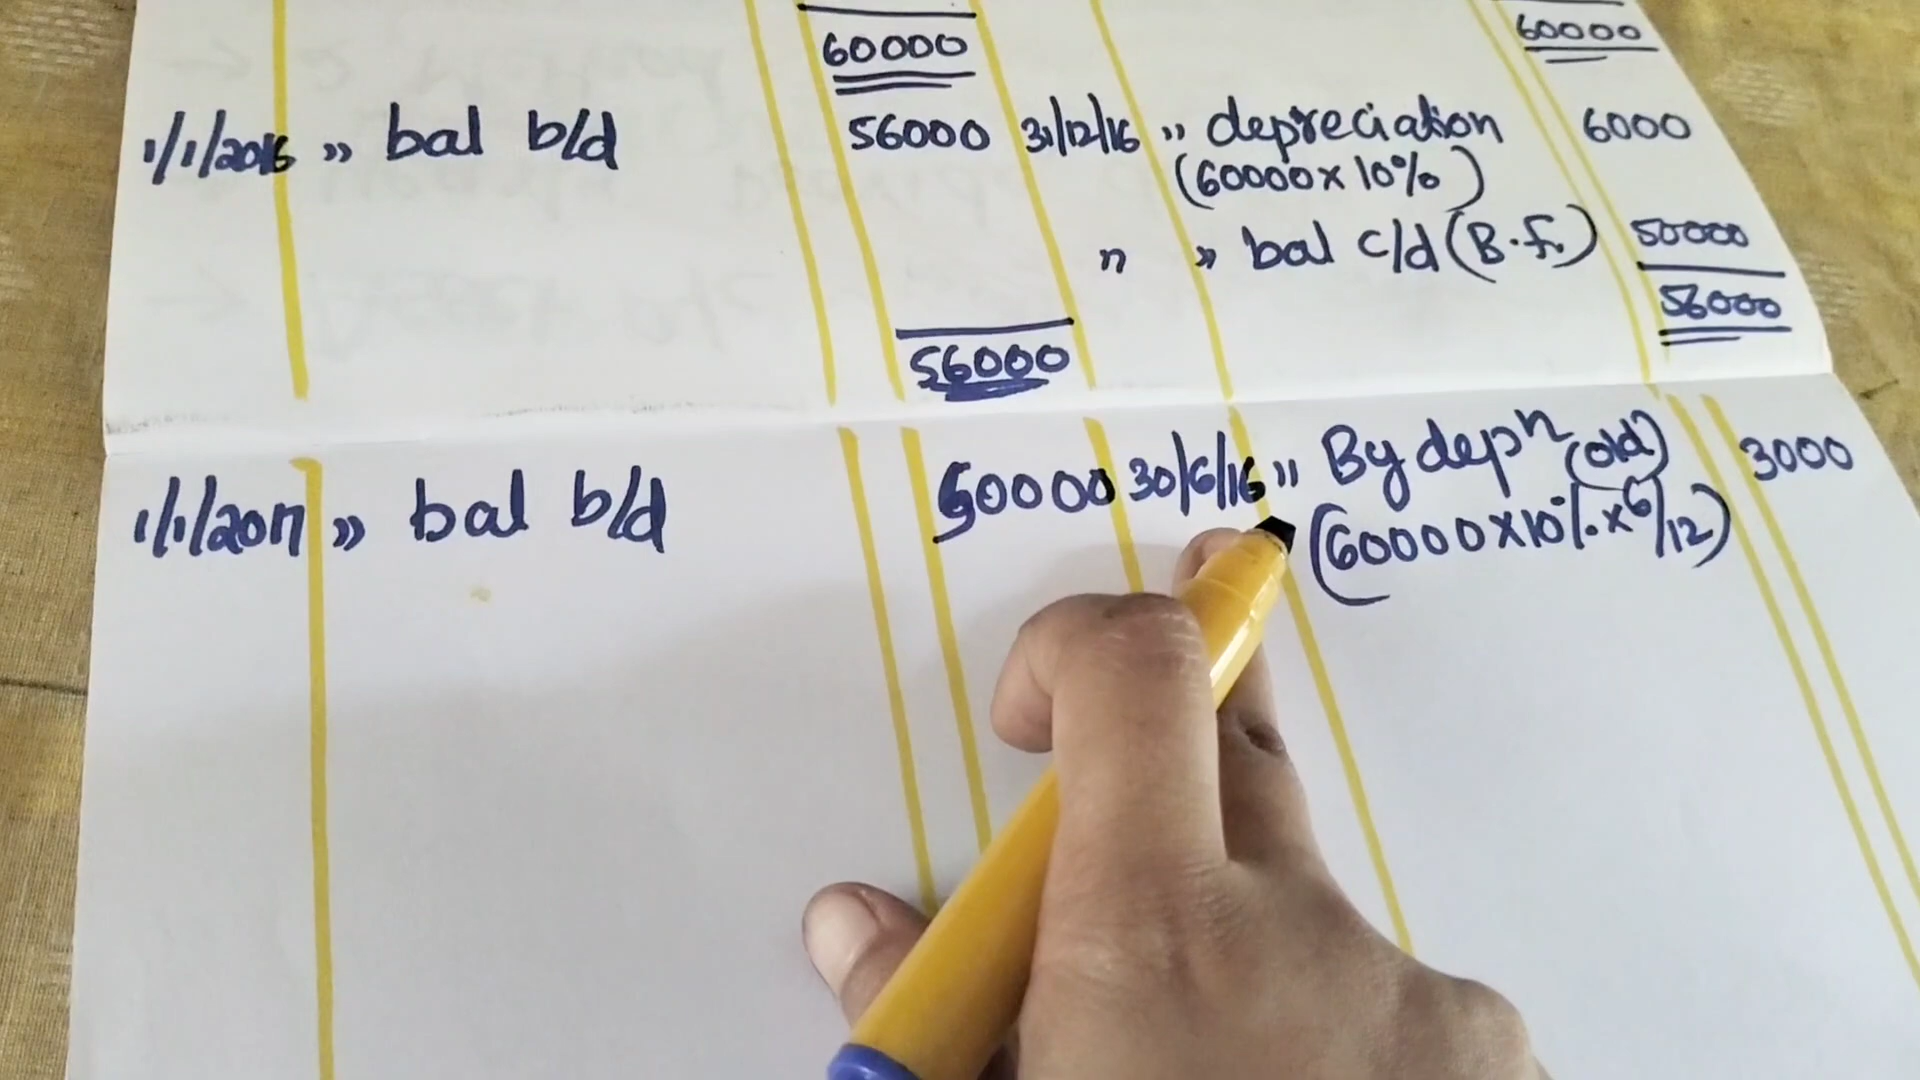 60000 60000
1/1/2016 " bal b/d 56000 31/12/16 " depreciation 6000
(60000 x 10%)
" " bal c/d (B.f.) 50000
56000
56000
1/1/2017 " bal b/d 50000 30/6/16 " By depn (old) 3000
(60000 x 10% x 6/12)